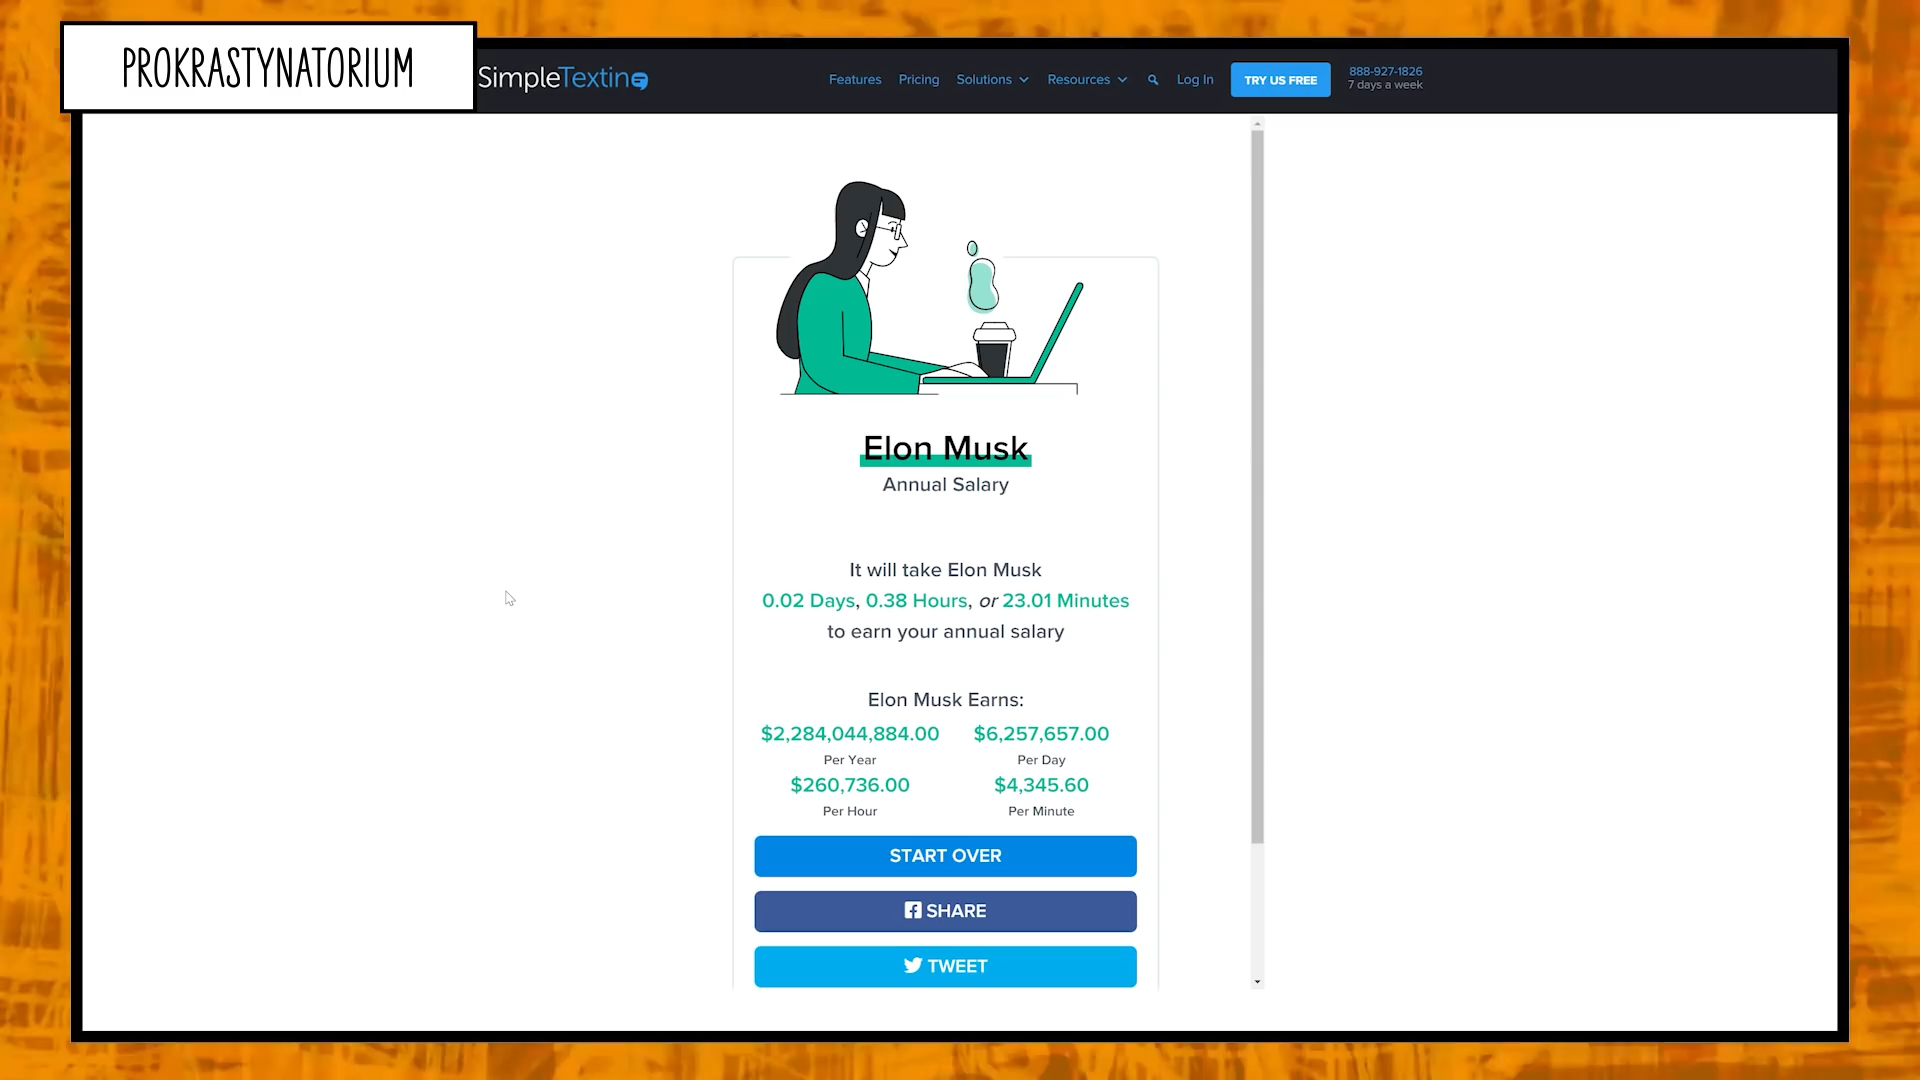 PROKRASTYNATORIUM
SimpleTexting
Features Pricing Solutions Resources Log In TRY US FREE
888-927-1826
7 days a week
Elon Musk
Annual Salary
It will take Elon Musk
0.02 Days, 0.38 Hours, or 23.01 Minutes
to earn your annual salary
Elon Musk Earns:
$2,284,044,884.00 $6,257,657.00
Per Year Per Day
$260,736.00 $4,345.60
Per Hour Per Minute
START OVER
SHARE
TWEET